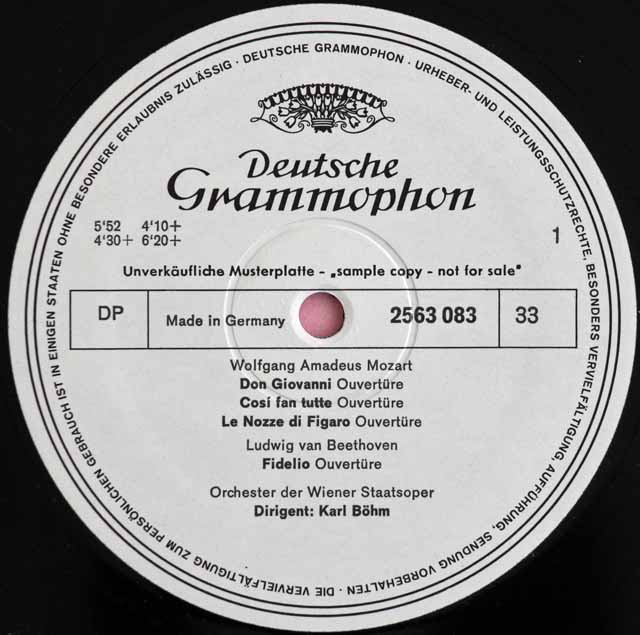 DEUTSCHE GRAMMOPHON · URHEBER- UND LEISTUNGSSCHUTZRECHTE, BESONDERS VERVIELFÄLTIGUNG, AUFFÜHRUNG, SENDUNG VORBEHALTEN · DIE VERVIELFÄLTIGUNG ZUM PERSÖNLICHEN GEBRAUCH IST IN EINIGEN STAATEN OHNE BESONDERE ERLAUBNIS ZULÄSSIG ·
Deutsche
Grammophon
5'52 4'10+
4'30+ 6'20+
1
Unverkäufliche Musterplatte - „sample copy - not for sale"
DP Made in Germany 2563 083 33
Wolfgang Amadeus Mozart
Don Giovanni Ouvertüre
Cosi fan tutte Ouvertüre
Le Nozze di Figaro Ouvertüre
Ludwig van Beethoven
Fidelio Ouvertüre
Orchester der Wiener Staatsoper
Dirigent: Karl Böhm